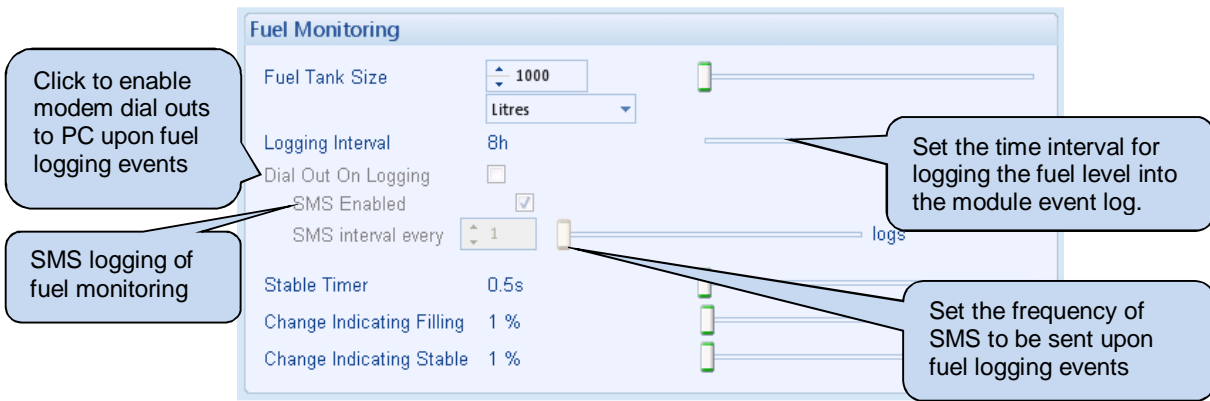 Fuel Monitoring
Click to enable
modem dial outs
to PC upon fuel
logging events
Fuel Tank Size 1000
Litres
Logging Interval 8h
Set the time interval for
logging the fuel level into
the module event log.
Dial Out On Logging
SMS Enabled
SMS interval every 1 logs
SMS logging of
fuel monitoring
Stable Timer 0.5s
Change Indicating Filling 1 %
Change Indicating Stable 1 %
Set the frequency of
SMS to be sent upon
fuel logging events